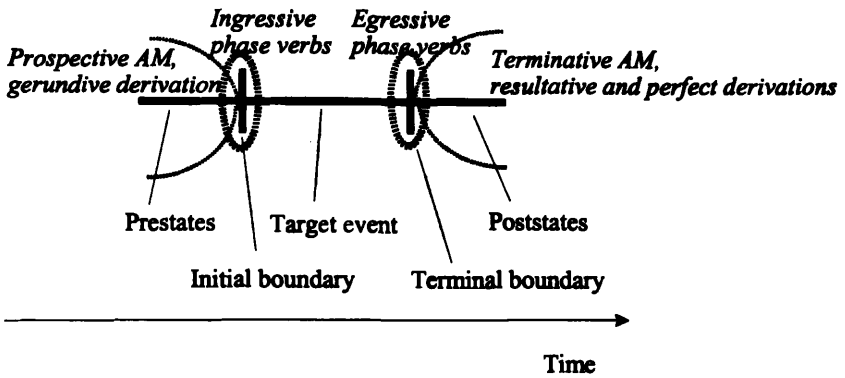 Ingressive
phase verbs
Egressive
phase verbs
Prospective AM,
gerundive derivation
Terminative AM,
resultative and perfect derivations
Prestates
Target event
Poststates
Initial boundary
Terminal boundary
Time